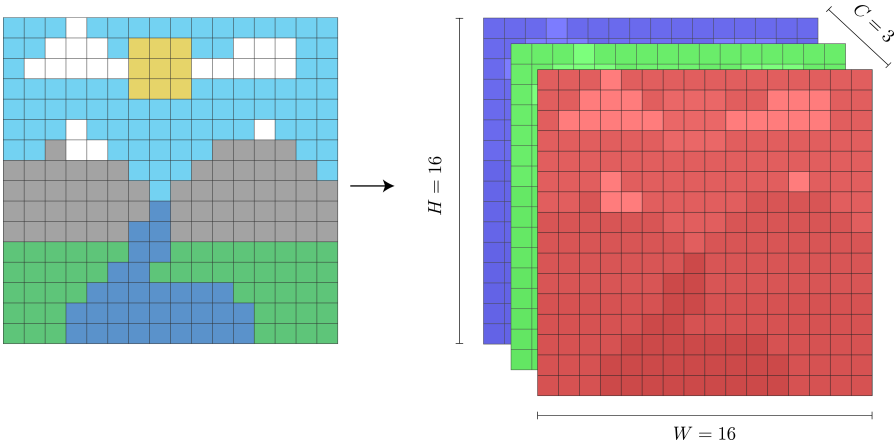 C = 3
H = 16
W = 16